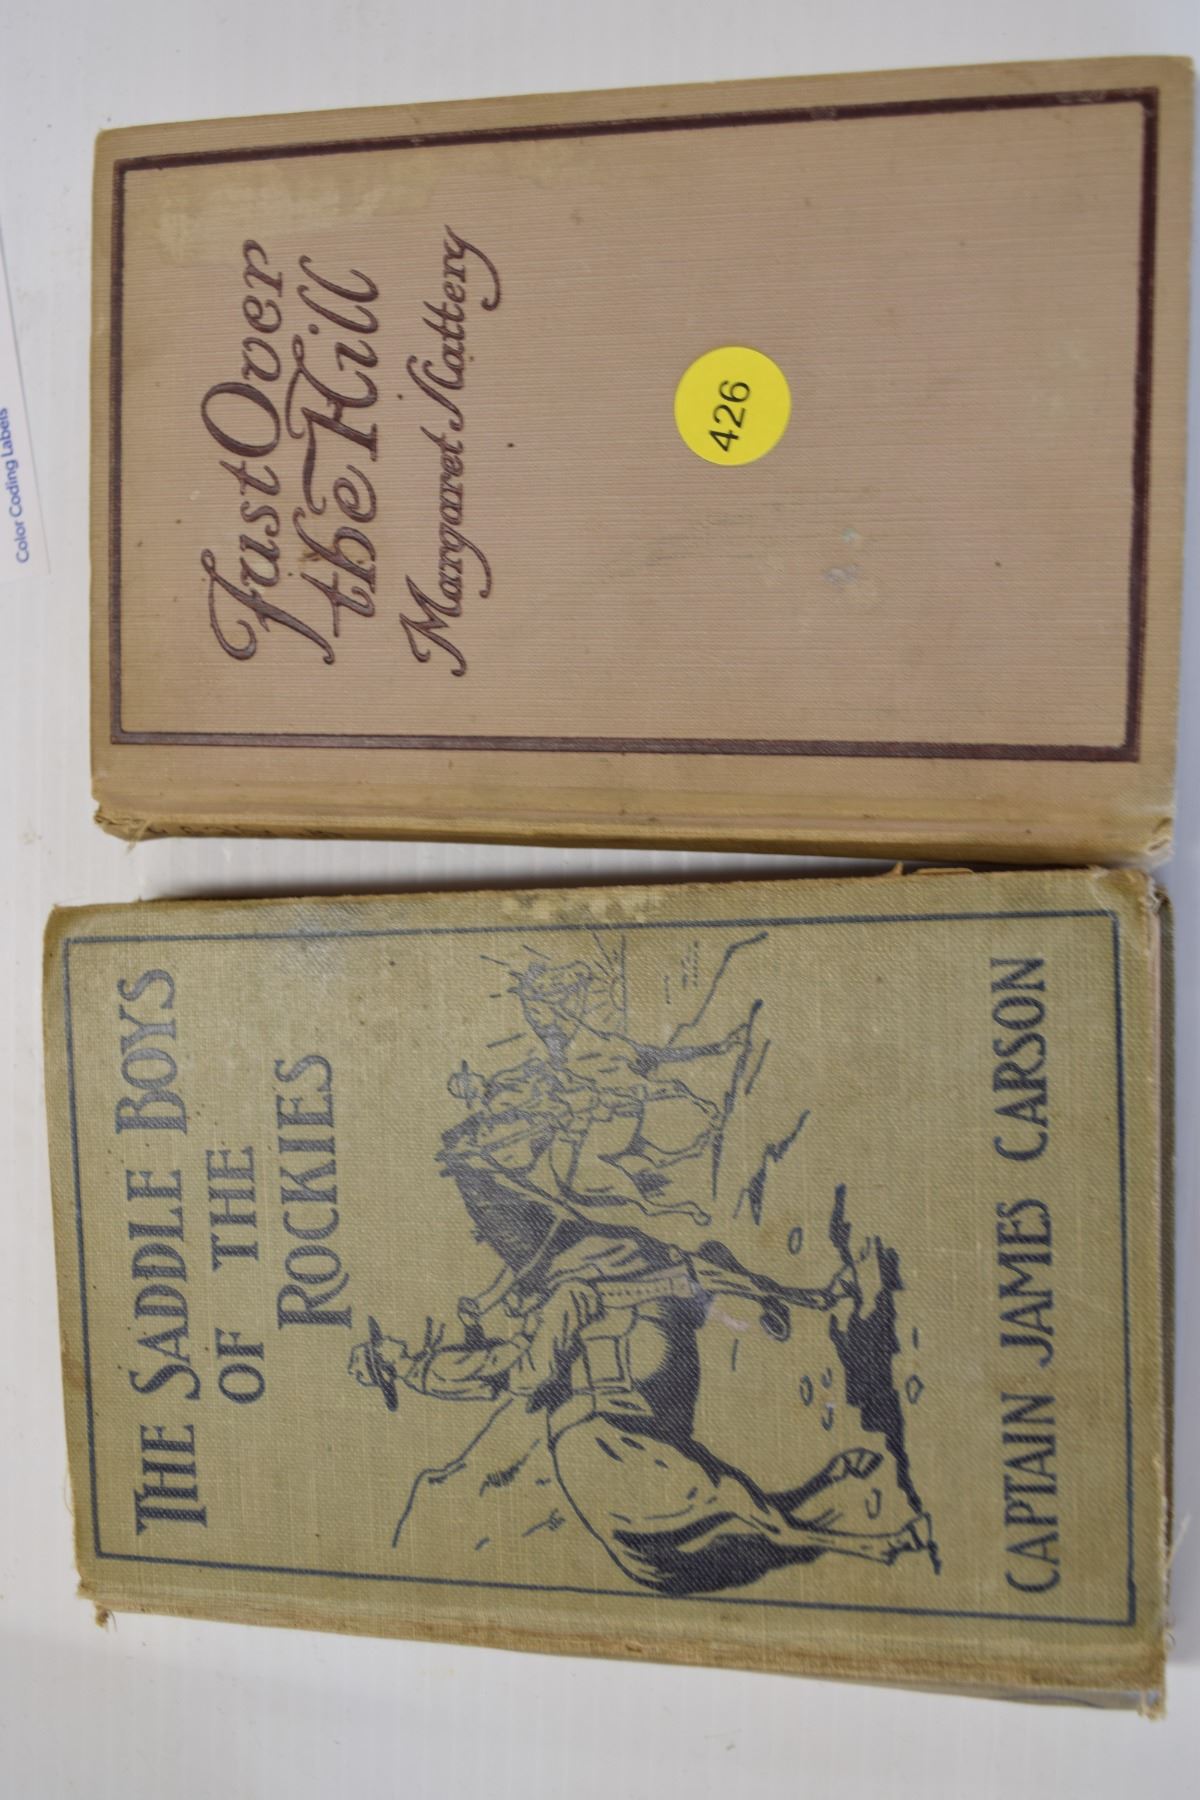 Just Over
the Hill
Margaret Slattery
426
THE SADDLE BOYS
OF THE
ROCKIES
CAPTAIN JAMES CARSON
Color Coding Labels